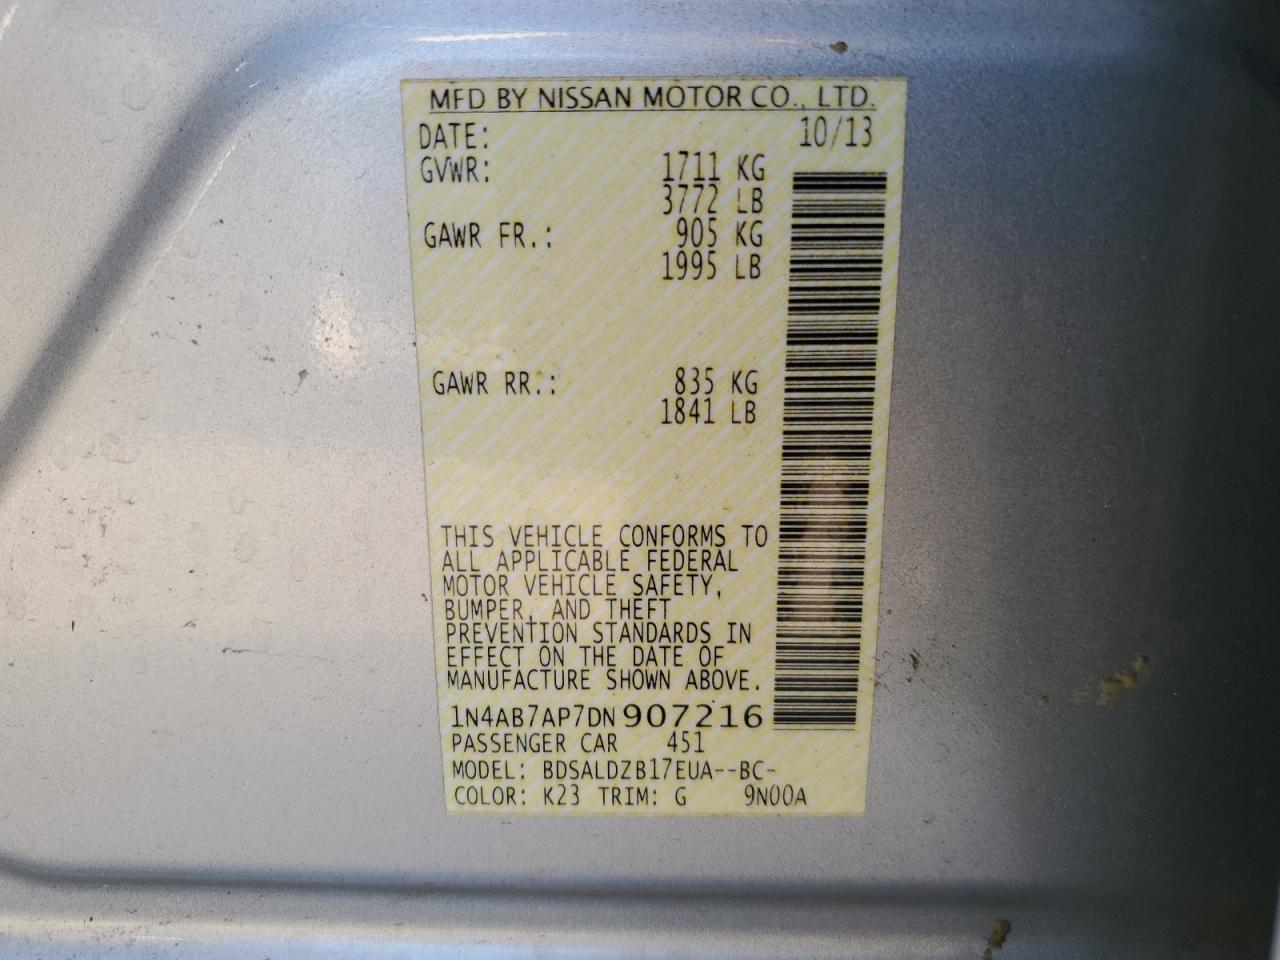 MFD BY NISSAN MOTOR CO., LTD.
DATE: 10/13
GVWR: 1711 KG
3772 LB
GAWR FR.: 905 KG
1995 LB
GAWR RR.: 835 KG
1841 LB
THIS VEHICLE CONFORMS TO
ALL APPLICABLE FEDERAL
MOTOR VEHICLE SAFETY,
BUMPER, AND THEFT
PREVENTION STANDARDS IN
EFFECT ON THE DATE OF
MANUFACTURE SHOWN ABOVE.
1N4AB7AP7DN907216
PASSENGER CAR 451
MODEL: BDSALDZB17EUA--BC-
COLOR: K23 TRIM: G 9N00A